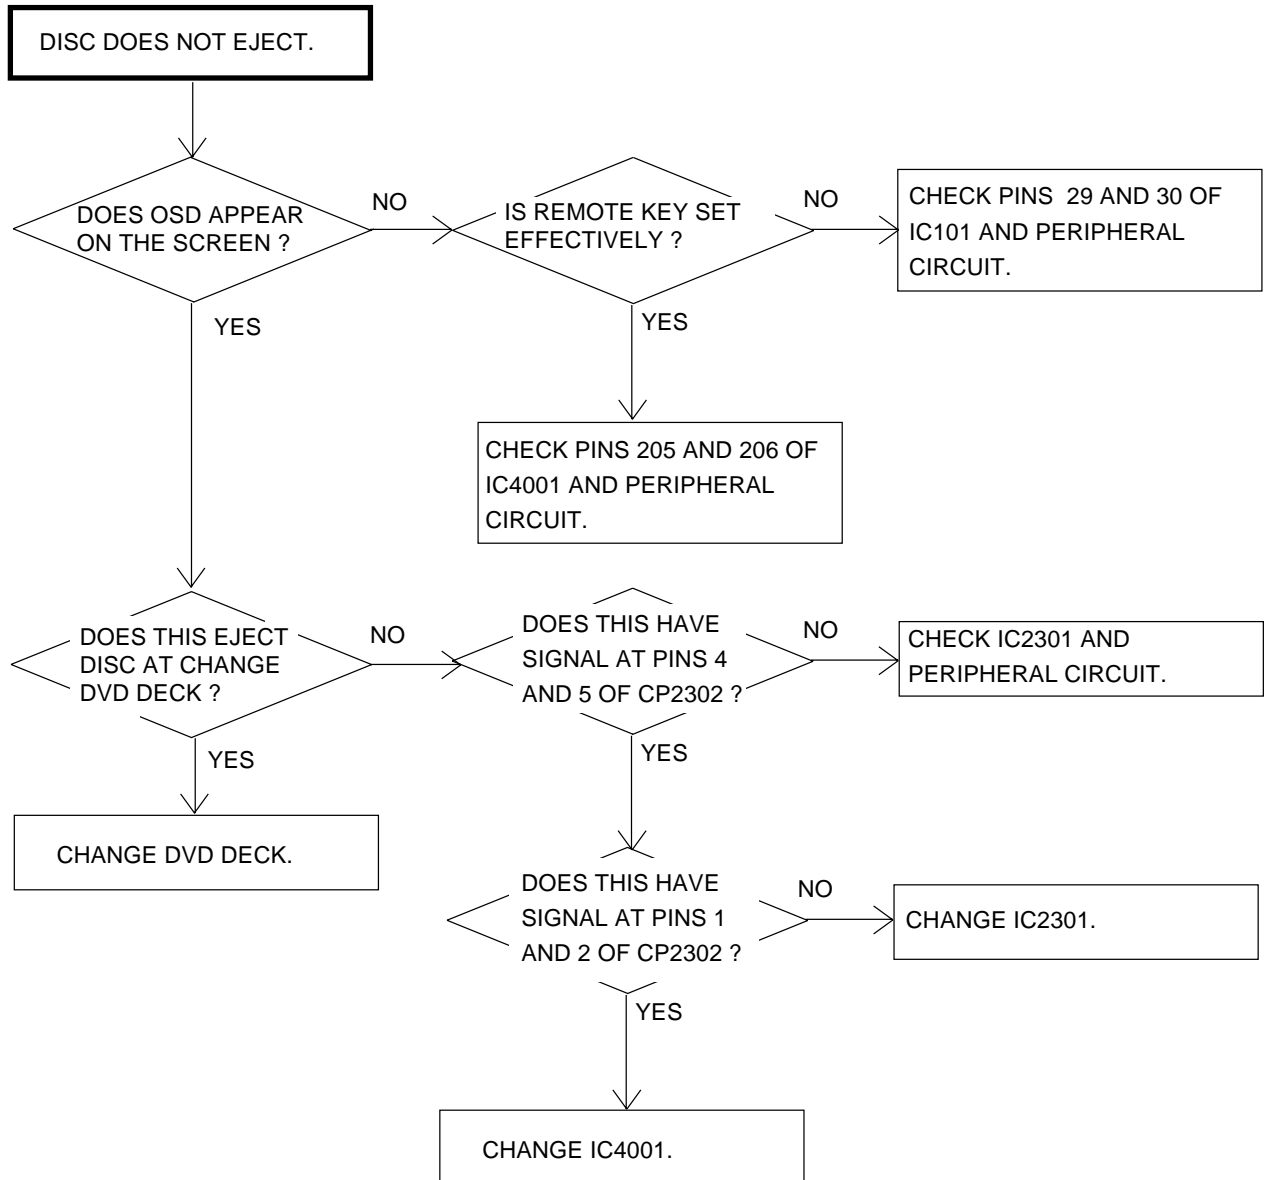 DISC DOES NOT EJECT.
DOES OSD APPEAR
ON THE SCREEN ?
NO
IS REMOTE KEY SET
EFFECTIVELY ?
NO
CHECK PINS  29 AND 30 OF
IC101 AND PERIPHERAL
CIRCUIT.
YES
YES
CHECK PINS 205 AND 206 OF
IC4001 AND PERIPHERAL
CIRCUIT.
DOES THIS EJECT
DISC AT CHANGE
DVD DECK ?
NO
DOES THIS HAVE
SIGNAL AT PINS 4
AND 5 OF CP2302 ?
NO
CHECK IC2301 AND
PERIPHERAL CIRCUIT.
YES
YES
CHANGE DVD DECK.
DOES THIS HAVE
SIGNAL AT PINS 1
AND 2 OF CP2302 ?
NO
CHANGE IC2301.
YES
CHANGE IC4001.